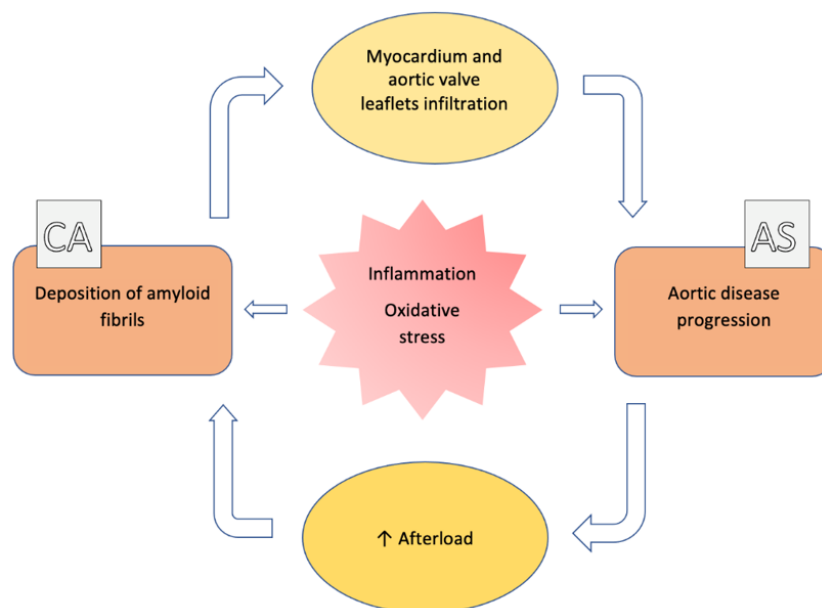 Myocardium and
aortic valve
leaflets infiltration
CA
AS
Deposition of amyloid
fibrils
Inflammation
Oxidative
stress
Aortic disease
progression
↑ Afterload